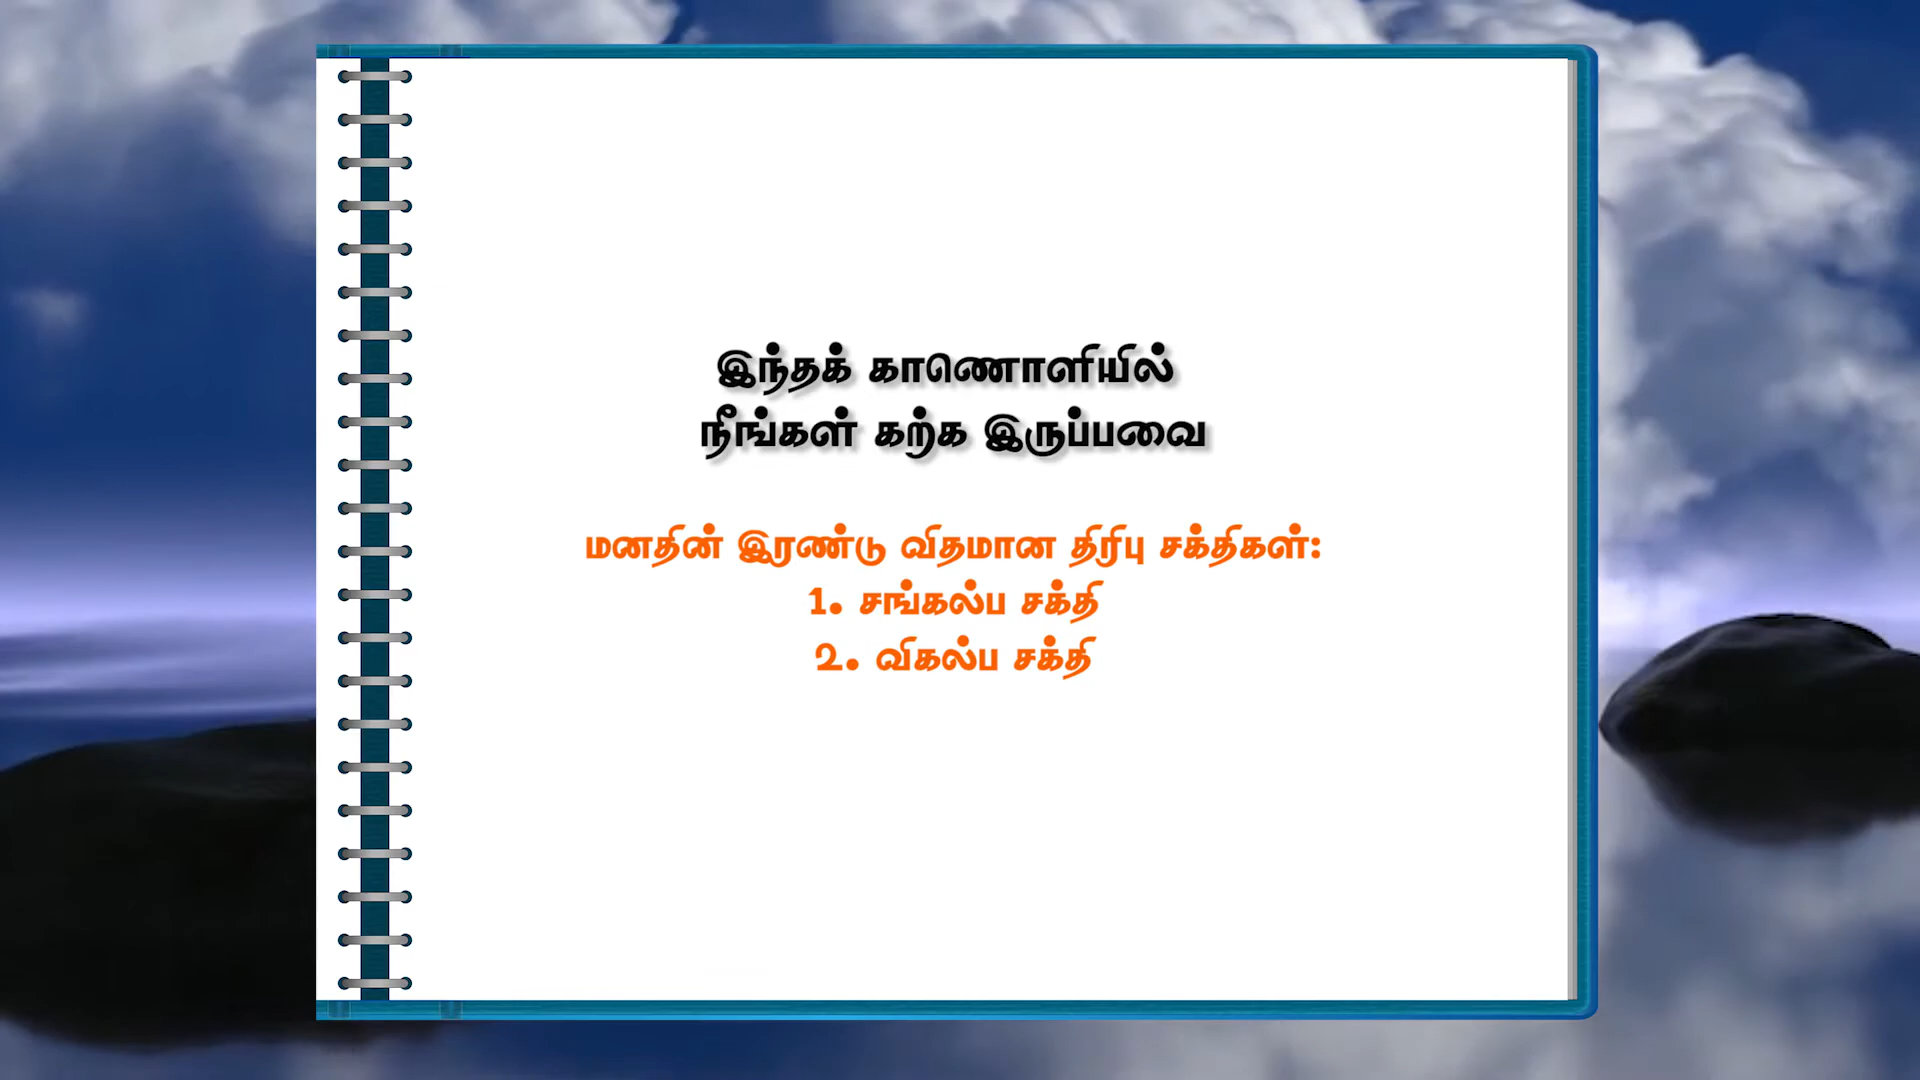 இந்தக் காணொளியில்
நீங்கள் கற்க இருப்பவை
மனதின் இரண்டு விதமான திரிபு சக்திகள்:
1. சங்கல்ப சக்தி
2. விகல்ப சக்தி